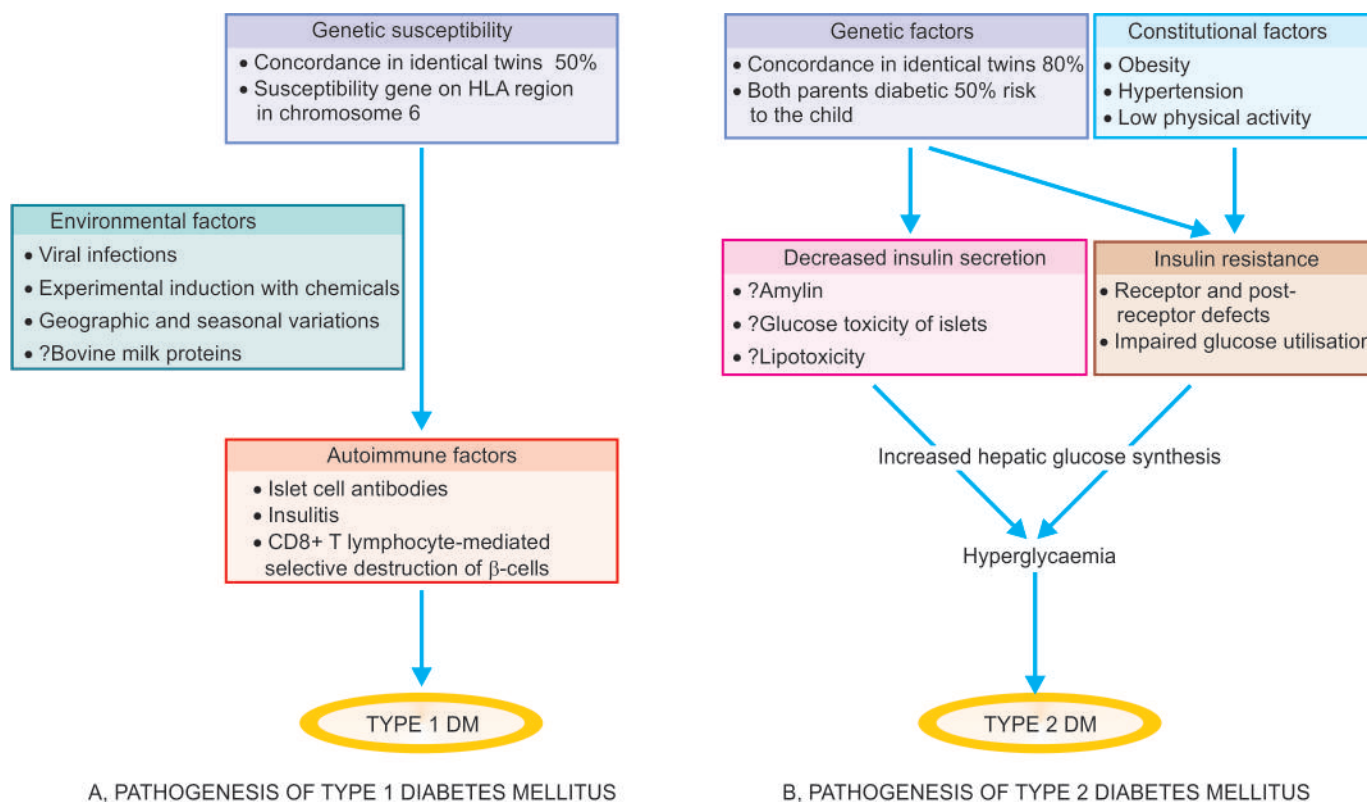 Genetic susceptibility
• Concordance in identical twins 50%
• Susceptibility gene on HLA region
in chromosome 6
Environmental factors
• Viral infections
• Experimental induction with chemicals
• Geographic and seasonal variations
• ?Bovine milk proteins
Autoimmune factors
• Islet cell antibodies
• Insulitis
• CD8+ T lymphocyte-mediated
selective destruction of β-cells
TYPE 1 DM
A, PATHOGENESIS OF TYPE 1 DIABETES MELLITUS
Genetic factors
• Concordance in identical twins 80%
• Both parents diabetic 50% risk
to the child
Constitutional factors
• Obesity
• Hypertension
• Low physical activity
Decreased insulin secretion
• ?Amylin
• ?Glucose toxicity of islets
• ?Lipotoxicity
Insulin resistance
• Receptor and post-
receptor defects
• Impaired glucose utilisation
Increased hepatic glucose synthesis
Hyperglycaemia
TYPE 2 DM
B, PATHOGENESIS OF TYPE 2 DIABETES MELLITUS